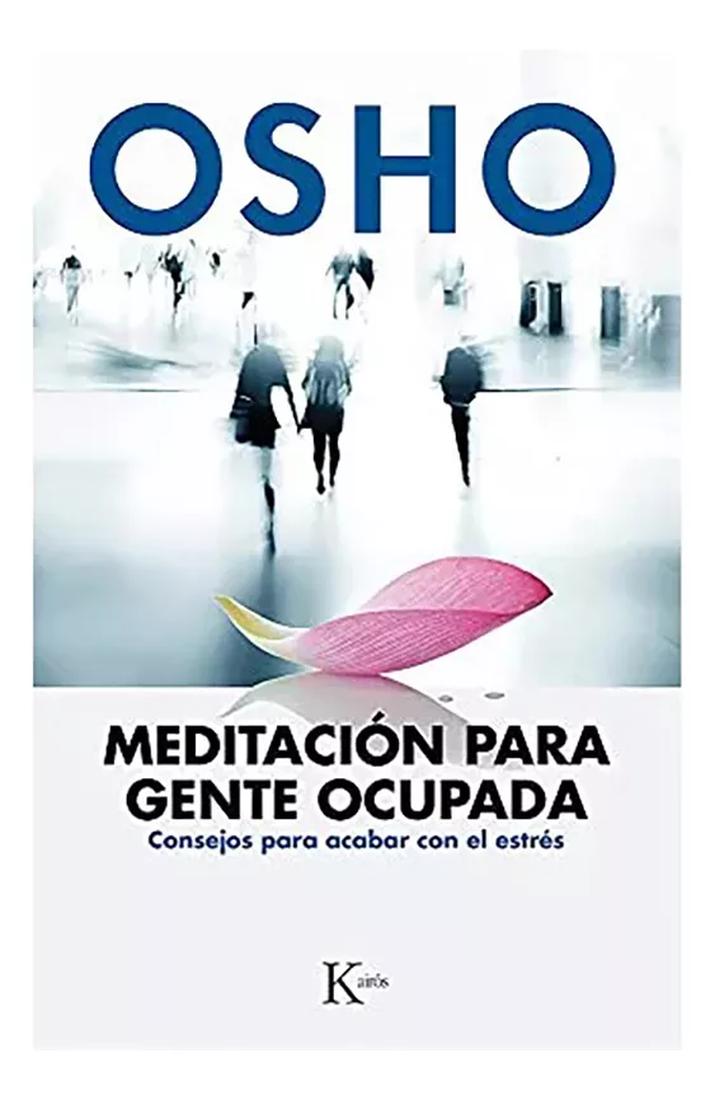 OSHO
MEDITACIÓN PARA
GENTE OCUPADA
Consejos para acabar con el estrés
Kairós